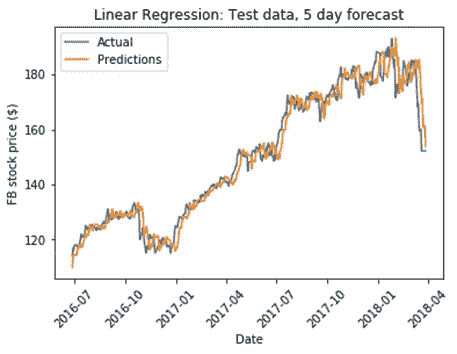 Linear Regression: Test data, 5 day forecast
Actual
Predictions
FB stock price ($)
180
160
140
120
2016-07
2016-10
2017-01
2017-04
2017-07
2017-10
2018-01
2018-04
Date